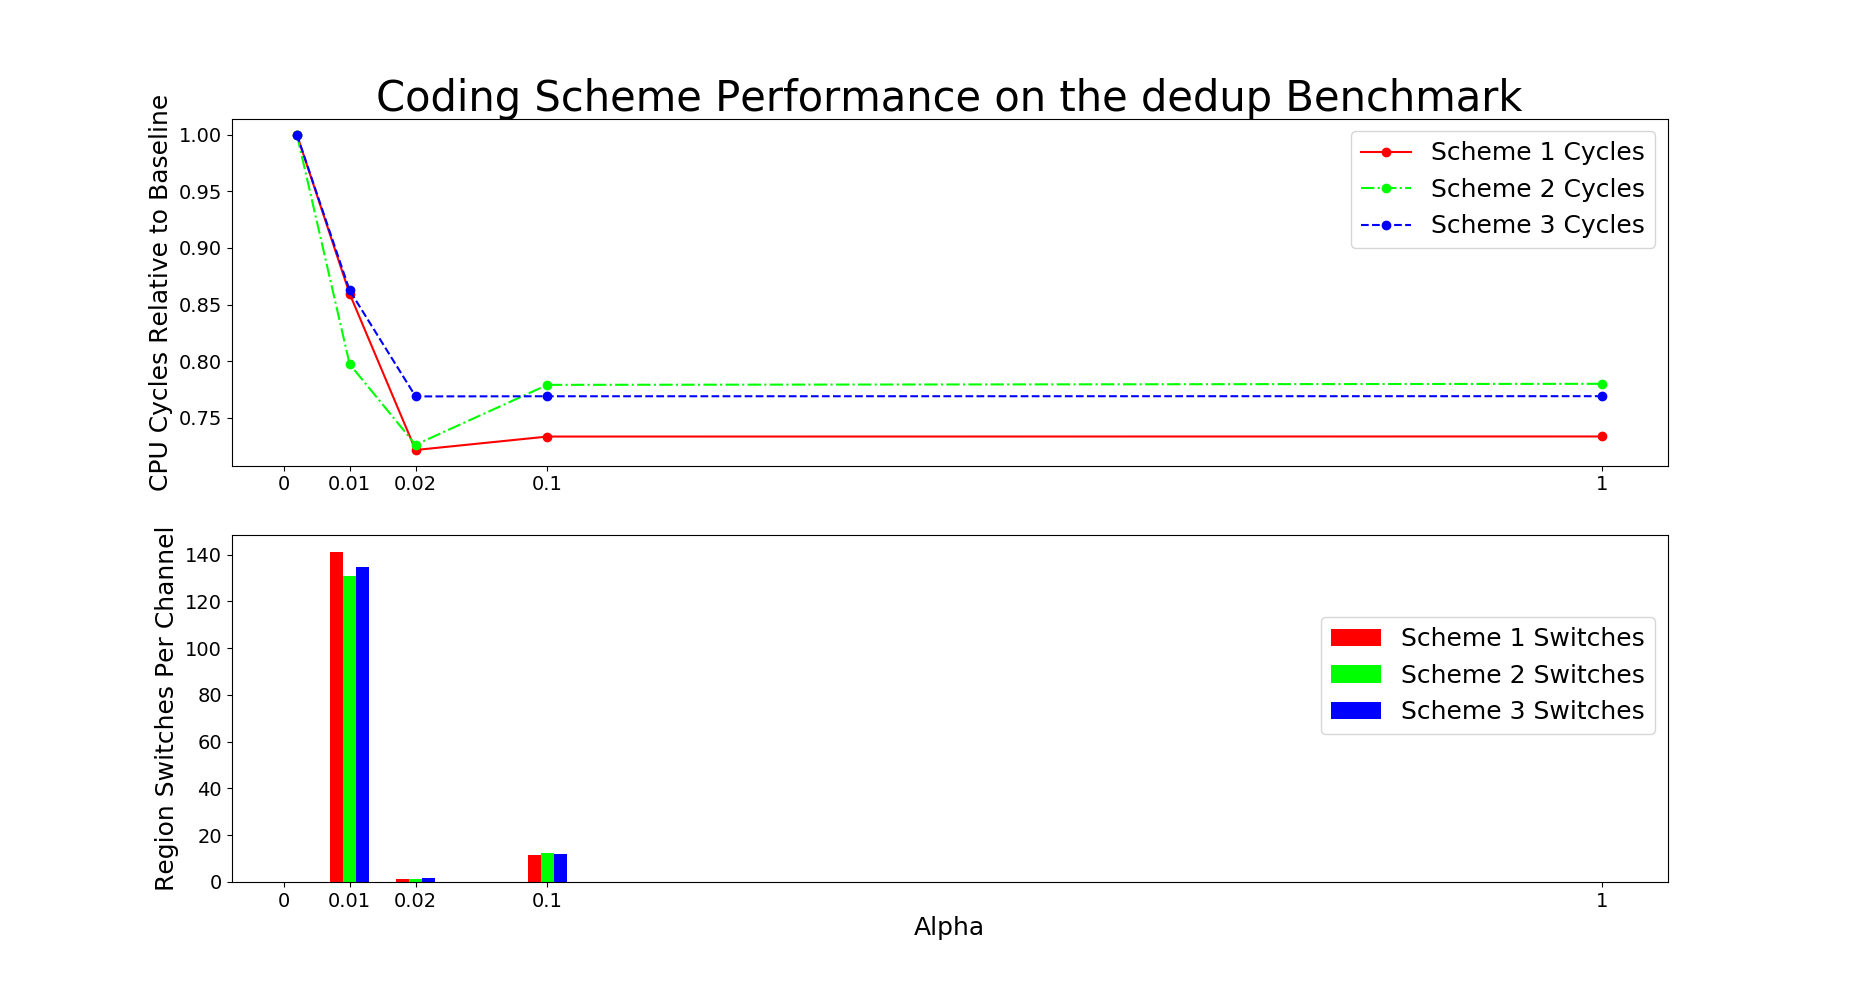 Coding Scheme Performance on the dedup Benchmark
CPU Cycles Relative to Baseline
1.00
0.95
0.90
0.85
0.80
0.75
Scheme 1 Cycles
Scheme 2 Cycles
Scheme 3 Cycles
0 0.01 0.02 0.1 1
Region Switches Per Channel
140
120
100
80
60
40
20
0
Scheme 1 Switches
Scheme 2 Switches
Scheme 3 Switches
0 0.01 0.02 0.1 1
Alpha